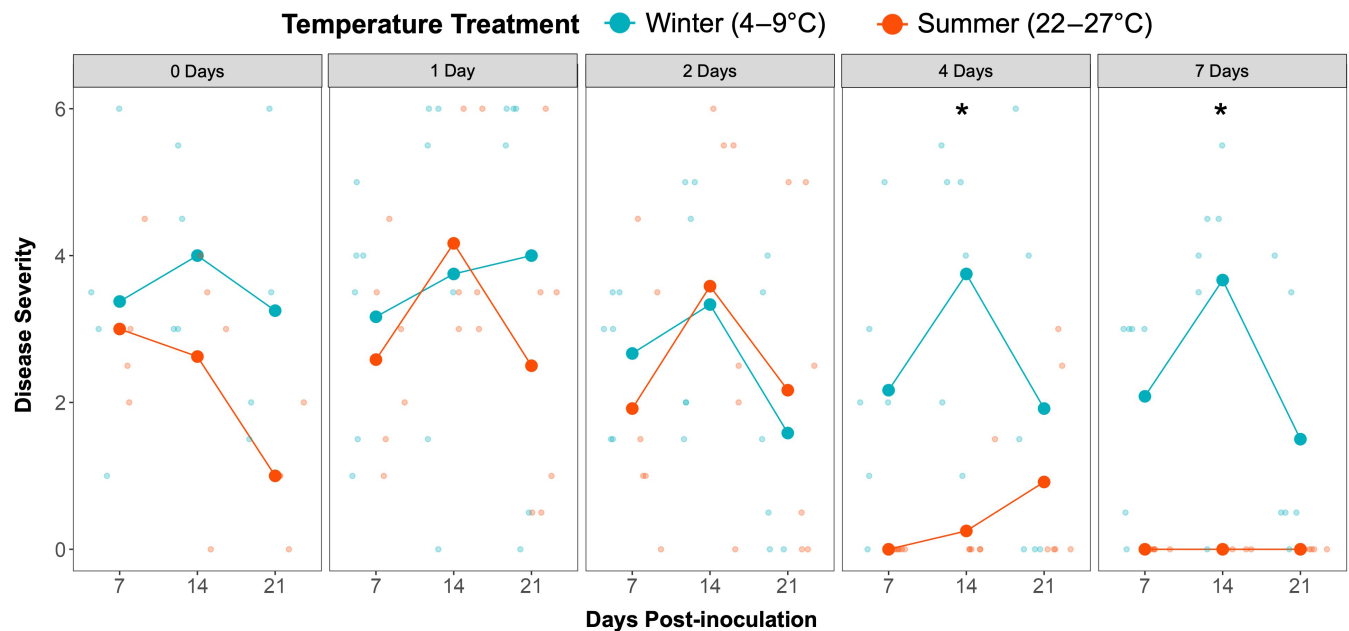 Temperature Treatment Winter (4–9°C) Summer (22–27°C)
0 Days 1 Day 2 Days 4 Days 7 Days
6 * *
4
2
0
7 14 21 7 14 21 7 14 21 7 14 21 7 14 21
Disease Severity
Days Post-inoculation